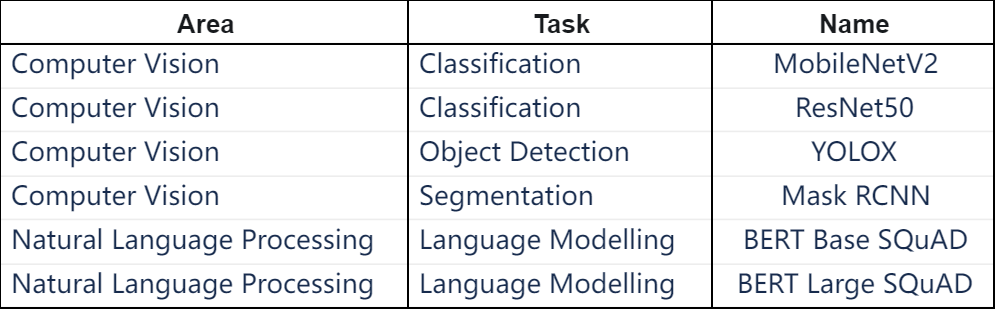 Area Task Name
Computer Vision Classification MobileNetV2
Computer Vision Classification ResNet50
Computer Vision Object Detection YOLOX
Computer Vision Segmentation Mask RCNN
Natural Language Processing Language Modelling BERT Base SQuAD
Natural Language Processing Language Modelling BERT Large SQuAD